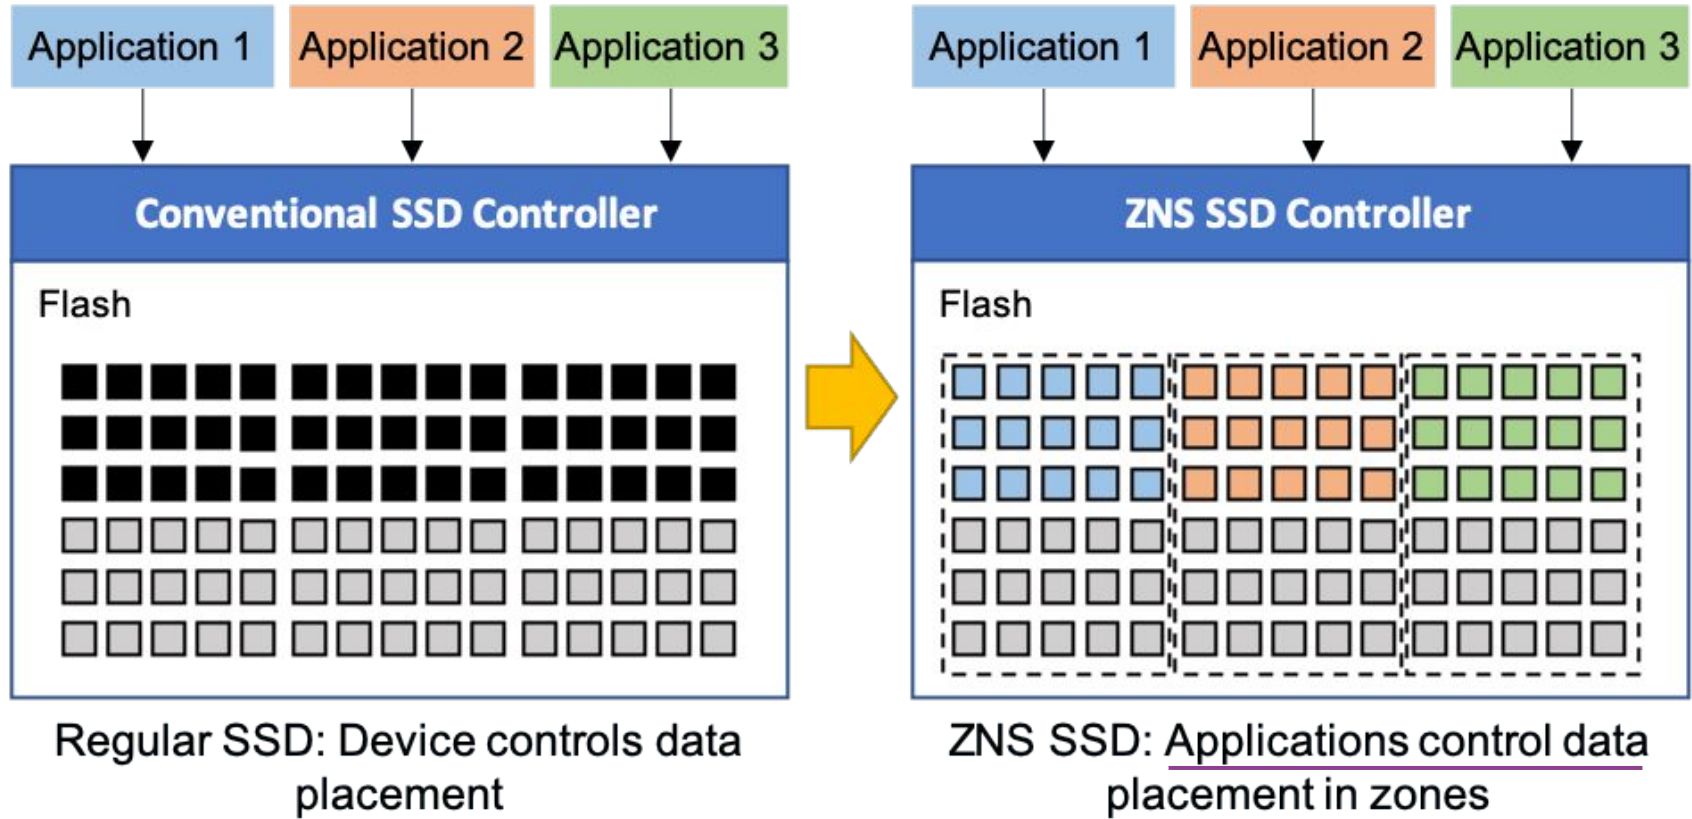 Application 1
Application 2
Application 3
Conventional SSD Controller
Flash
Regular SSD: Device controls data
placement
Application 1
Application 2
Application 3
ZNS SSD Controller
Flash
ZNS SSD: Applications control data
placement in zones